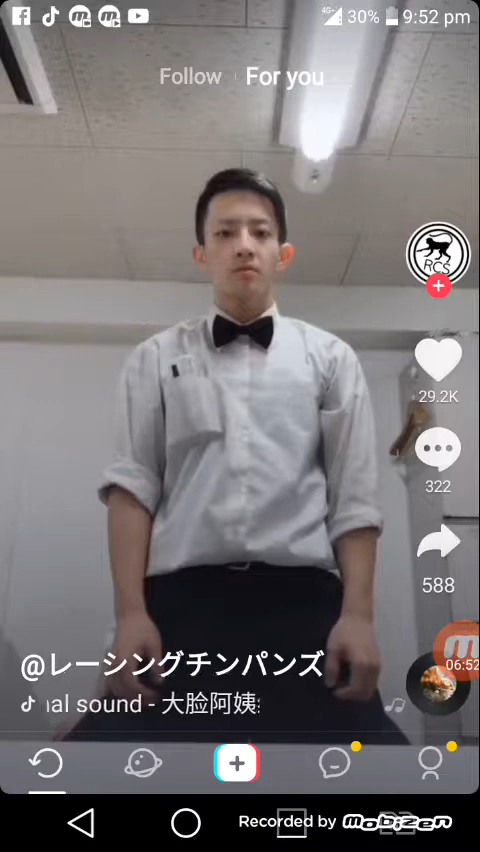 30% 9:52 pm
4G+
Follow For you
RCS
29.2K
322
588
@レーシングチンパンズ
06:52
nal sound - 大脸阿姨
Recorded by MOBIZEN